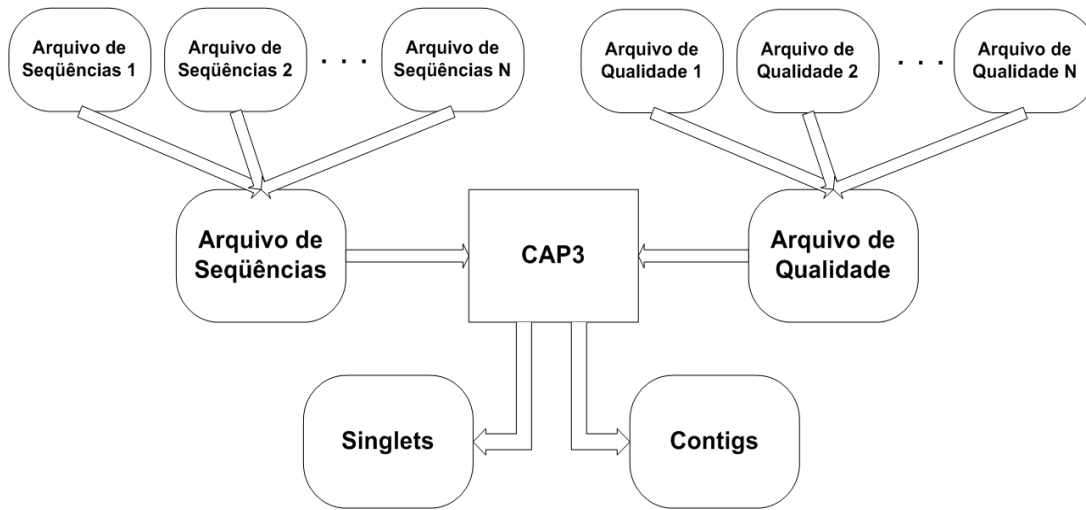 Arquivo de
Seqüências 1
Arquivo de
Seqüências 2
. . .
Arquivo de
Seqüências N
Arquivo de
Qualidade 1
Arquivo de
Qualidade 2
. . .
Arquivo de
Qualidade N
Arquivo de
Seqüências
CAP3
Arquivo de
Qualidade
Singlets
Contigs